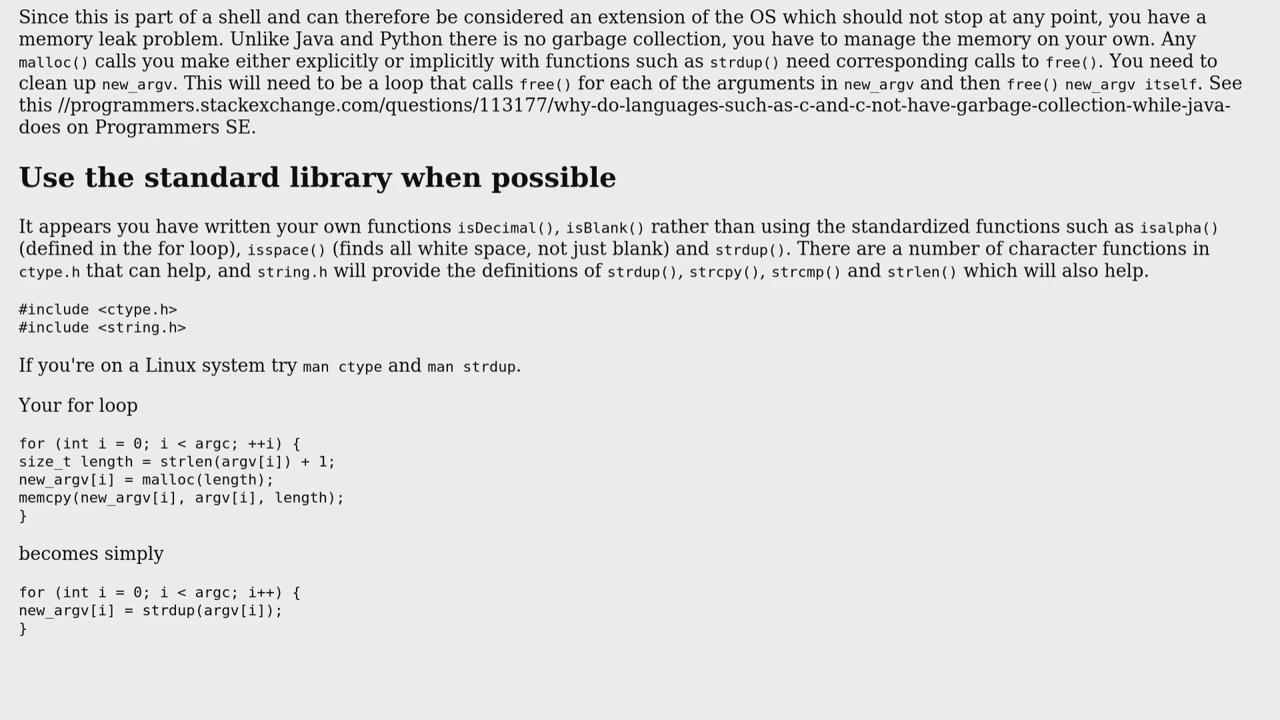 Since this is part of a shell and can therefore be considered an extension of the OS which should not stop at any point, you have a
memory leak problem. Unlike Java and Python there is no garbage collection, you have to manage the memory on your own. Any
malloc() calls you make either explicitly or implicitly with functions such as strdup() need corresponding calls to free(). You need to
clean up new_argv. This will need to be a loop that calls free() for each of the arguments in new_argv and then free() new_argv itself. See
this //programmers.stackexchange.com/questions/113177/why-do-languages-such-as-c-and-c-not-have-garbage-collection-while-java-
does on Programmers SE.
Use the standard library when possible
It appears you have written your own functions isDecimal(), isBlank() rather than using the standardized functions such as isalpha()
(defined in the for loop), isspace() (finds all white space, not just blank) and strdup(). There are a number of character functions in
ctype.h that can help, and string.h will provide the definitions of strdup(), strcpy(), strcmp() and strlen() which will also help.
#include <ctype.h>
#include <string.h>
If you're on a Linux system try man ctype and man strdup.
Your for loop
for (int i = 0; i < argc; ++i) {
size_t length = strlen(argv[i]) + 1;
new_argv[i] = malloc(length);
memcpy(new_argv[i], argv[i], length);
}
becomes simply
for (int i = 0; i < argc; i++) {
new_argv[i] = strdup(argv[i]);
}